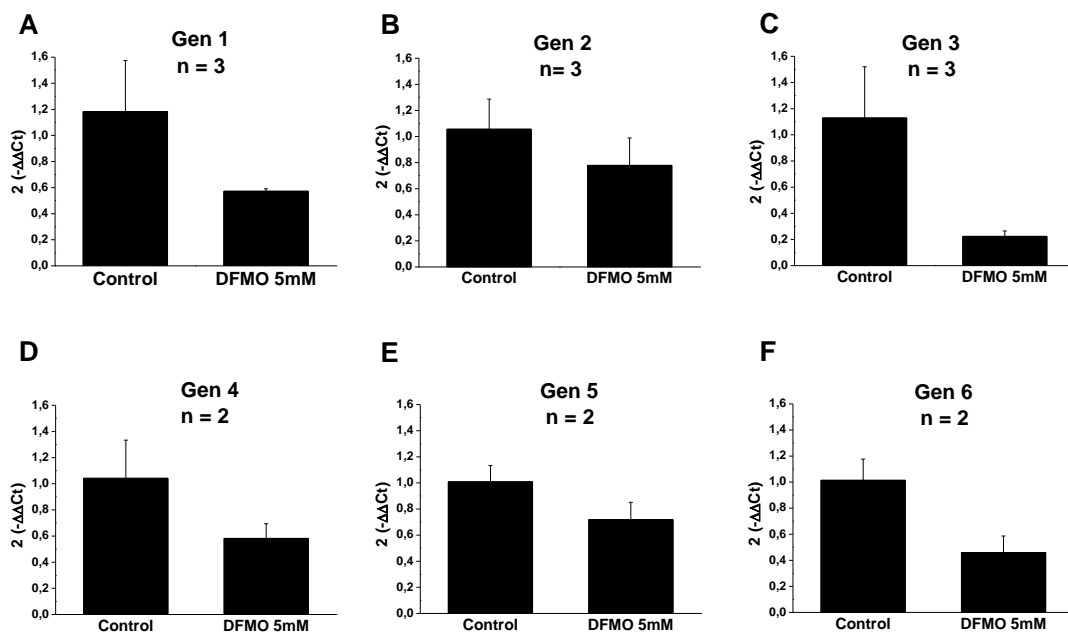 A
Gen 1
n = 3
2 (-ΔΔCt)
1,6
1,4
1,2
1,0
0,8
0,6
0,4
0,2
0,0
Control DFMO 5mM
B
Gen 2
n= 3
2 (-ΔΔCt)
1,6
1,4
1,2
1,0
0,8
0,6
0,4
0,2
0,0
Control DFMO 5mM
C
Gen 3
n = 3
2 (-ΔΔCt)
1,6
1,4
1,2
1,0
0,8
0,6
0,4
0,2
0,0
Control DFMO 5mM
D
Gen 4
n = 2
2 (-ΔΔCt)
1,6
1,4
1,2
1,0
0,8
0,6
0,4
0,2
0,0
Control DFMO 5mM
E
Gen 5
n = 2
2 (-ΔΔCt)
1,6
1,4
1,2
1,0
0,8
0,6
0,4
0,2
0,0
Control DFMO 5mM
F
Gen 6
n = 2
2 (-ΔΔCt)
1,6
1,4
1,2
1,0
0,8
0,6
0,4
0,2
0,0
Control DFMO 5mM